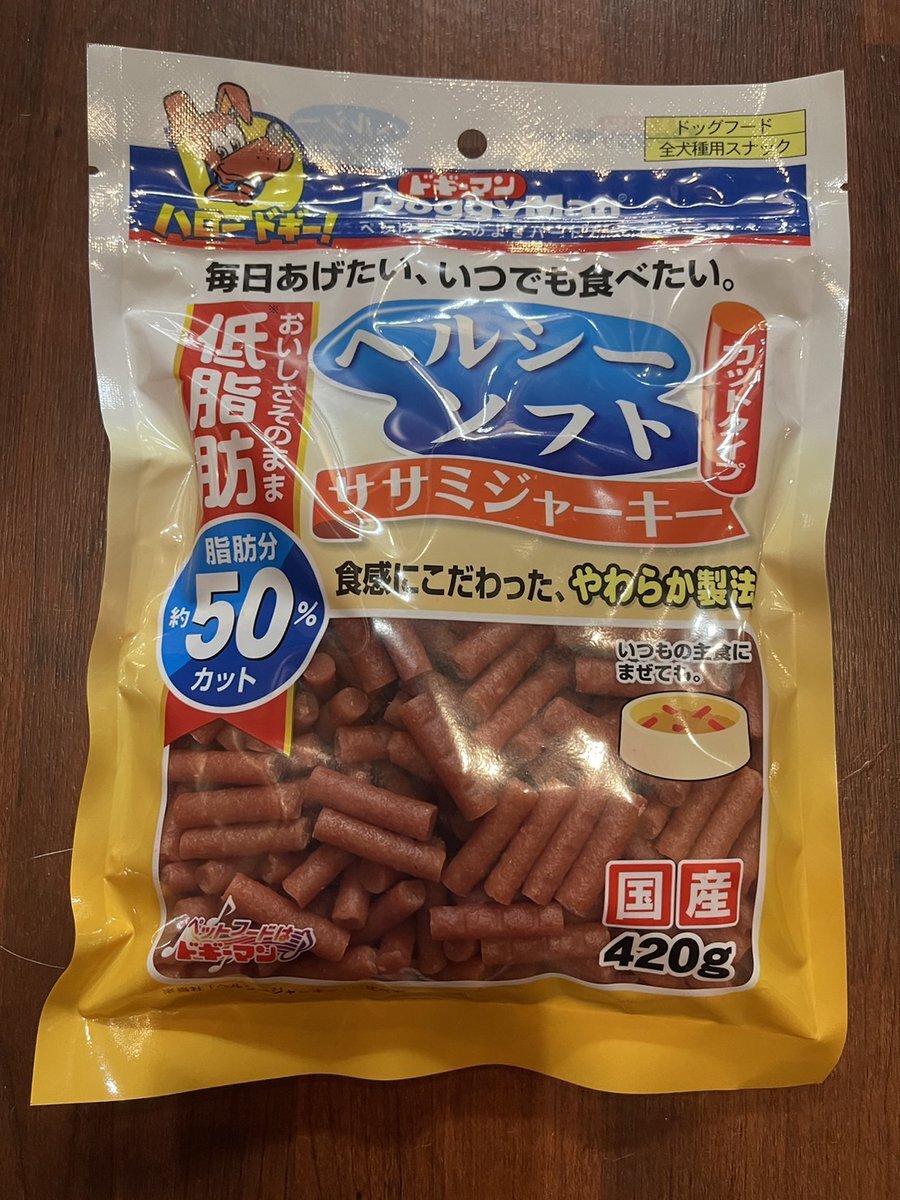 ドッグフード
全犬種用スナック
ハロードギー!
ドギーマン
DoggyMan®
毎日あげたい、いつでも食べたい。
おいしさそのまま
※
低脂肪
ヘルシー
ソフト
カットタイプ
ササミジャーキー
脂肪分
約50%
カット
食感にこだわった、やわらか製法
いつもの主食に
まぜても。
国産
420g
ペットフードは
ドギーマン